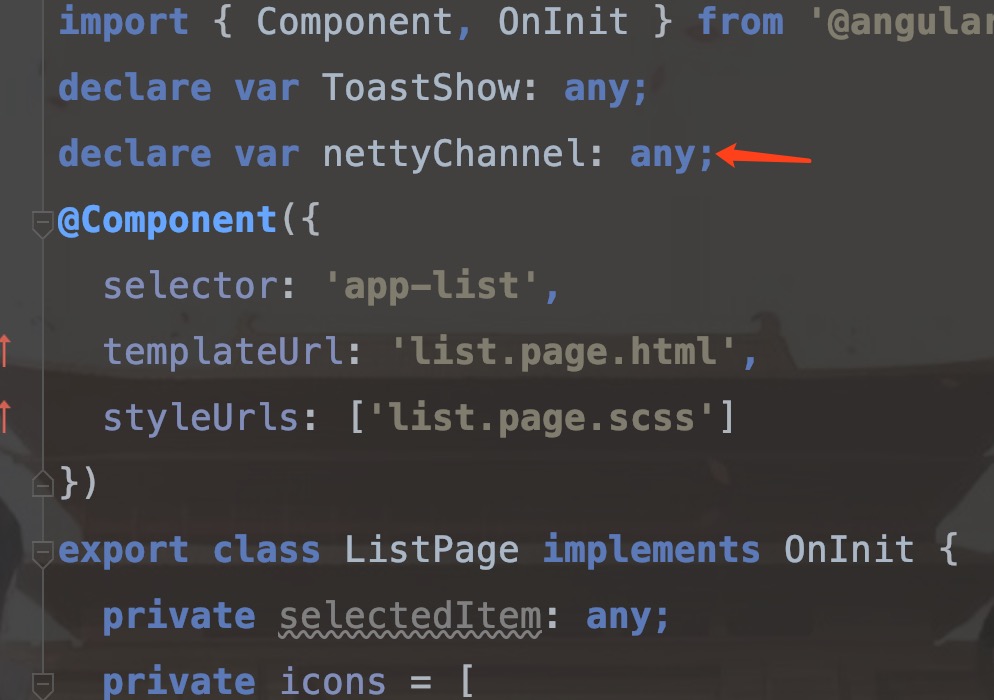 import { Component, OnInit } from '@angular
declare var ToastShow: any;
declare var nettyChannel: any;
@Component({
  selector: 'app-list',
  templateUrl: 'list.page.html',
  styleUrls: ['list.page.scss']
})
export class ListPage implements OnInit {
  private selectedItem: any;
  private icons = [